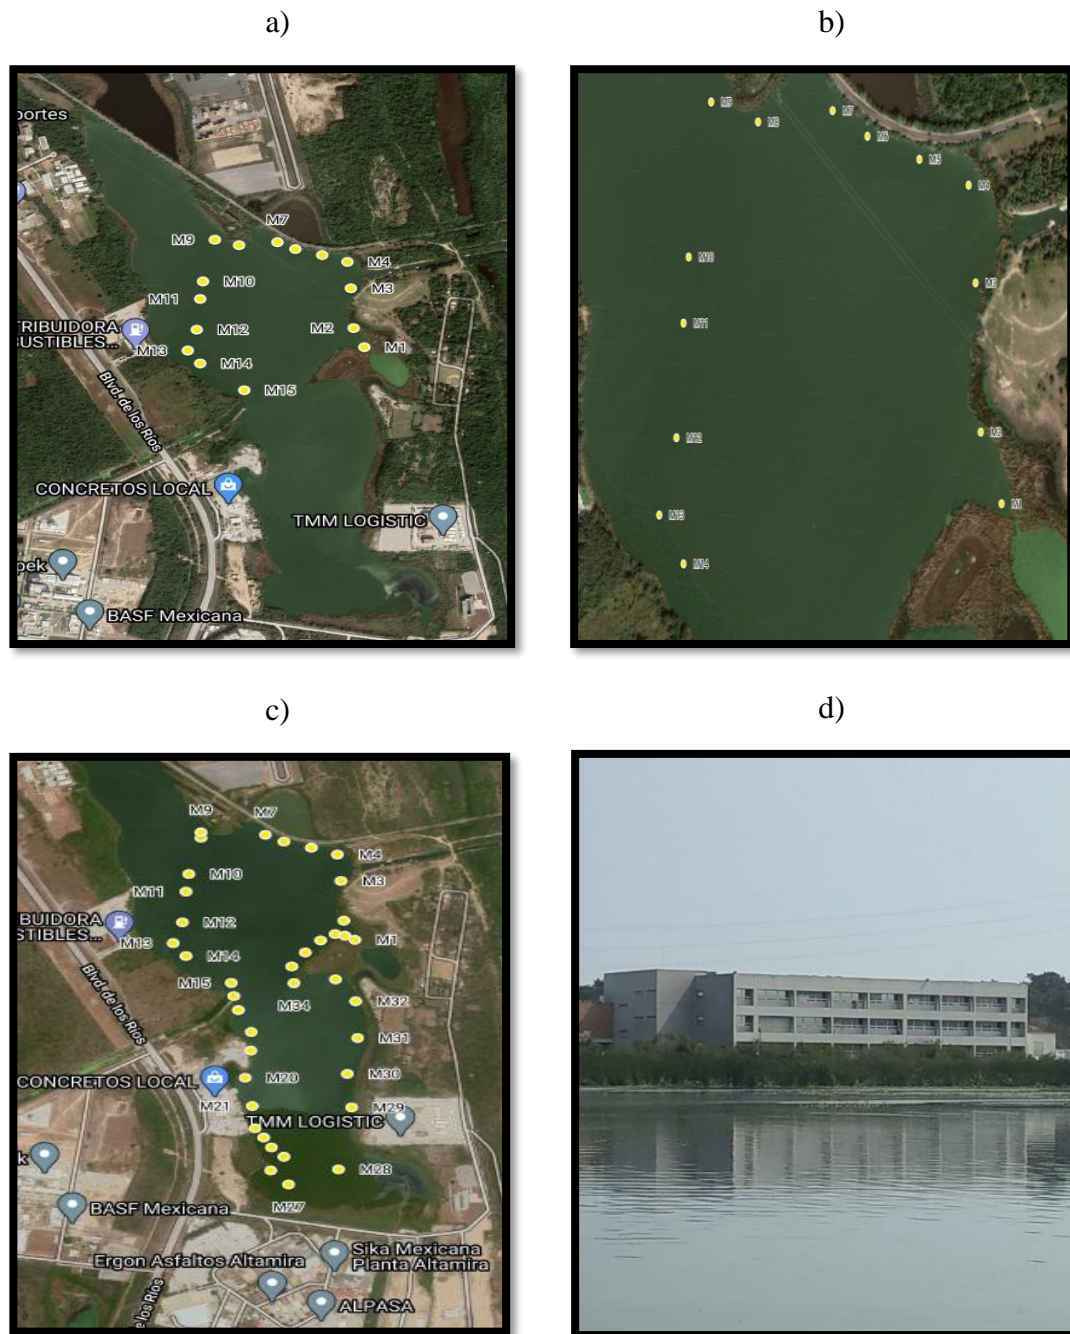 a)
b)
portes
M7
M9
M4
M10
M3
M11
TRIBUIDORA
BUSTIBLES...
M12
M2
M13
M1
M14
M15
Blvd. de los Ríos
CONCRETOS LOCAL
TMM LOGISTIC
pek
BASF Mexicana
M9
M7
M8
M6
M5
M4
M10
M3
M11
M12
M2
M13
M1
M14
c)
d)
M9
M7
M4
M10
M3
M11
BUIDORA
STIBLES...
M12
M13
M1
M14
M15
M34
M32
Blvd. de los Ríos
M31
CONCRETOS LOCAL
M20
M30
M21
M29
TMM LOGISTIC
k
M28
BASF Mexicana
M27
Ergon Asfaltos Altamira
Sika Mexicana
Planta Altamira
ALPASA
de los Ríos